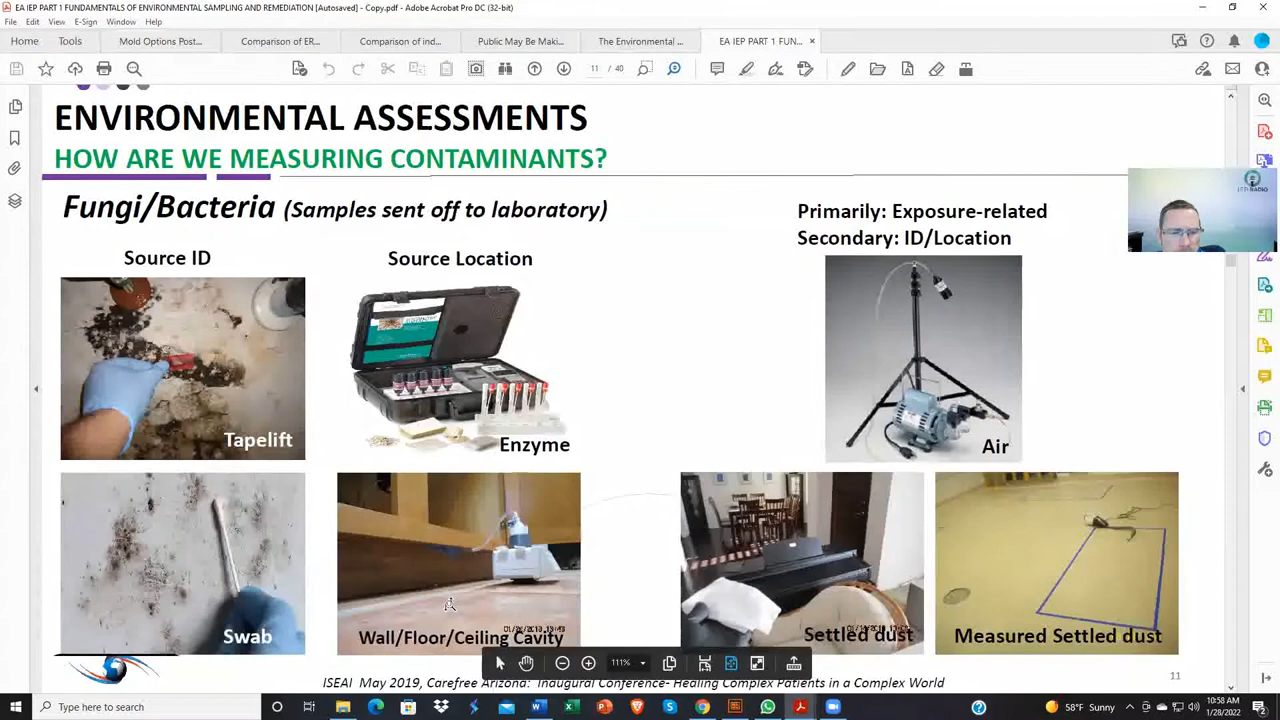 EA IEP PART 1 FUNDAMENTALS OF ENVIRONMENTAL SAMPLING AND REMEDIATION [Autosaved] - Copy.pdf - Adobe Acrobat Pro DC (32-bit)
File Edit View E-Sign Window Help
Home Tools Mold Options Post... Comparison of ER... Comparison of ind... Public May Be Maki... The Environmental ... EA IEP PART 1 FUN... ×
11 / 40
ENVIRONMENTAL ASSESSMENTS
HOW ARE WE MEASURING CONTAMINANTS?
IEP RADIO
Fungi/Bacteria (Samples sent off to laboratory)
Primarily: Exposure-related
Secondary: ID/Location
Source ID
Source Location
Tapelift
Enzyme
Air
Swab
Wall/Floor/Ceiling Cavity
Settled dust
Measured Settled dust
111%
ISEAI May 2019, Carefree Arizona: Inaugural Conference- Healing Complex Patients in a Complex World
11
Type here to search
58°F Sunny
10:58 AM
1/28/2022